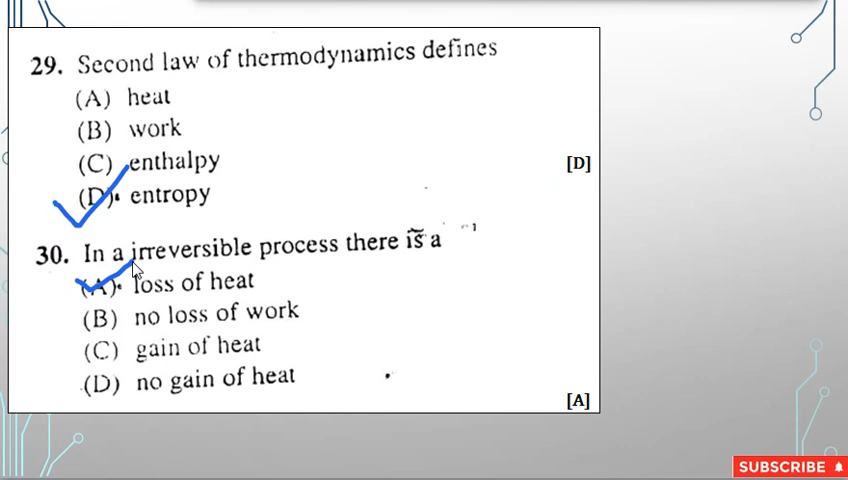 29. Second law of thermodynamics defines
(A) heat
(B) work
(C) enthalpy
[D]
(D) entropy
30. In a irreversible process there is a
(A) loss of heat
(B) no loss of work
(C) gain of heat
(D) no gain of heat
[A]
SUBSCRIBE